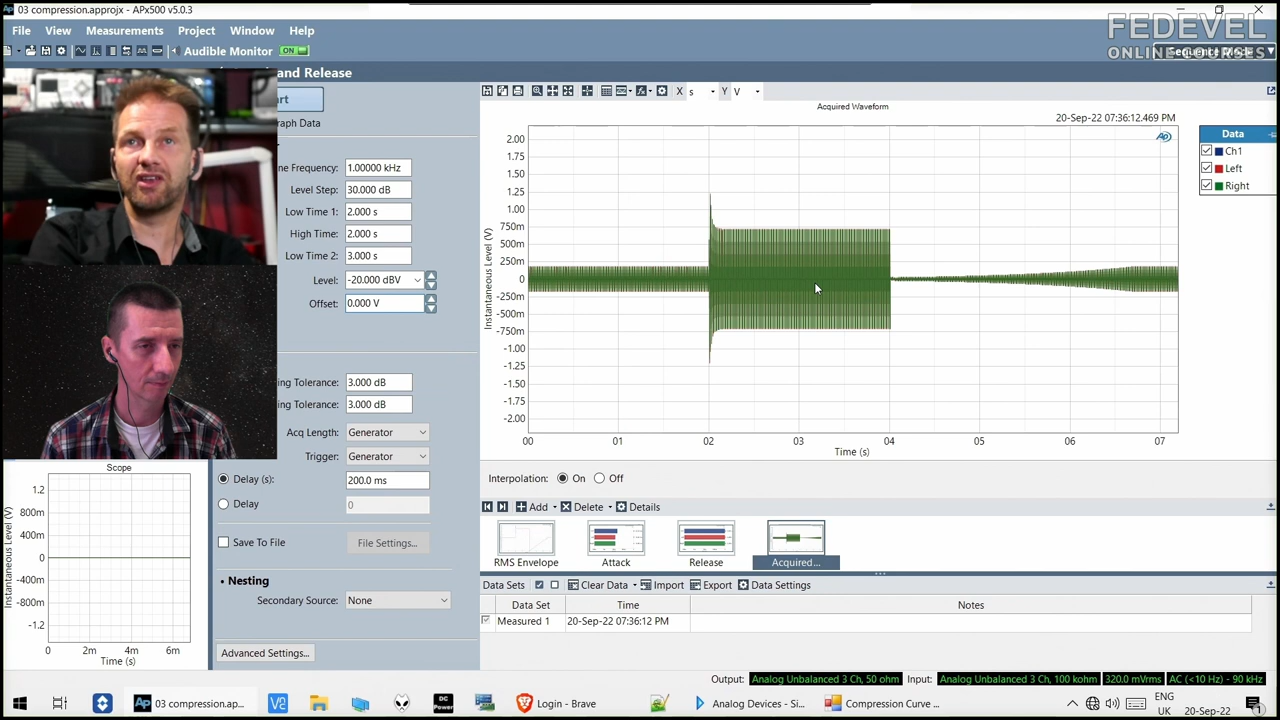 03 compression.approjx - APx500 v5.0.3
FEDEVEL
ONLINE COURSES
File View Measurements Project Window Help
Audible Monitor ON
Sequence Mode
and Release
art
Graph Data
ne Frequency: 1.00000 kHz
Level Step: 30.000 dB
Low Time 1: 2.000 s
High Time: 2.000 s
Low Time 2: 3.000 s
Level: -20.000 dBV
Offset: 0.000 V
ng Tolerance: 3.000 dB
ng Tolerance: 3.000 dB
Acq Length: Generator
Trigger: Generator
Delay (s): 200.0 ms
Delay 0
Save To File File Settings...
• Nesting
Secondary Source: None
Advanced Settings...
Scope
Instantaneous Level (V)
1.2
800m
400m
0
-400m
-800m
-1.2
0 2m 4m 6m
Time (s)
X s Y V
Acquired Waveform
20-Sep-22 07:36:12.469 PM
Instantaneous Level (V)
2.00
1.75
1.50
1.25
1.00
750m
500m
250m
0
-250m
-500m
-750m
-1.00
-1.25
-1.50
-1.75
-2.00
00 01 02 03 04 05 06 07
Time (s)
Data
Ch1
Left
Right
Interpolation: On Off
Add Delete Details
RMS Envelope Attack Release Acquired...
Data Sets Clear Data Import Export Data Settings
Data Set Time Notes
Measured 1 20-Sep-22 07:36:12 PM
Output: Analog Unbalanced 3 Ch, 50 ohm Input: Analog Unbalanced 3 Ch, 100 kohm 320.0 mVrms AC (<10 Hz) - 90 kHz
03 compression.ap... DC Power Login - Brave Analog Devices - Si... Compression Curve ... ENG UK 20-Sep-22 1